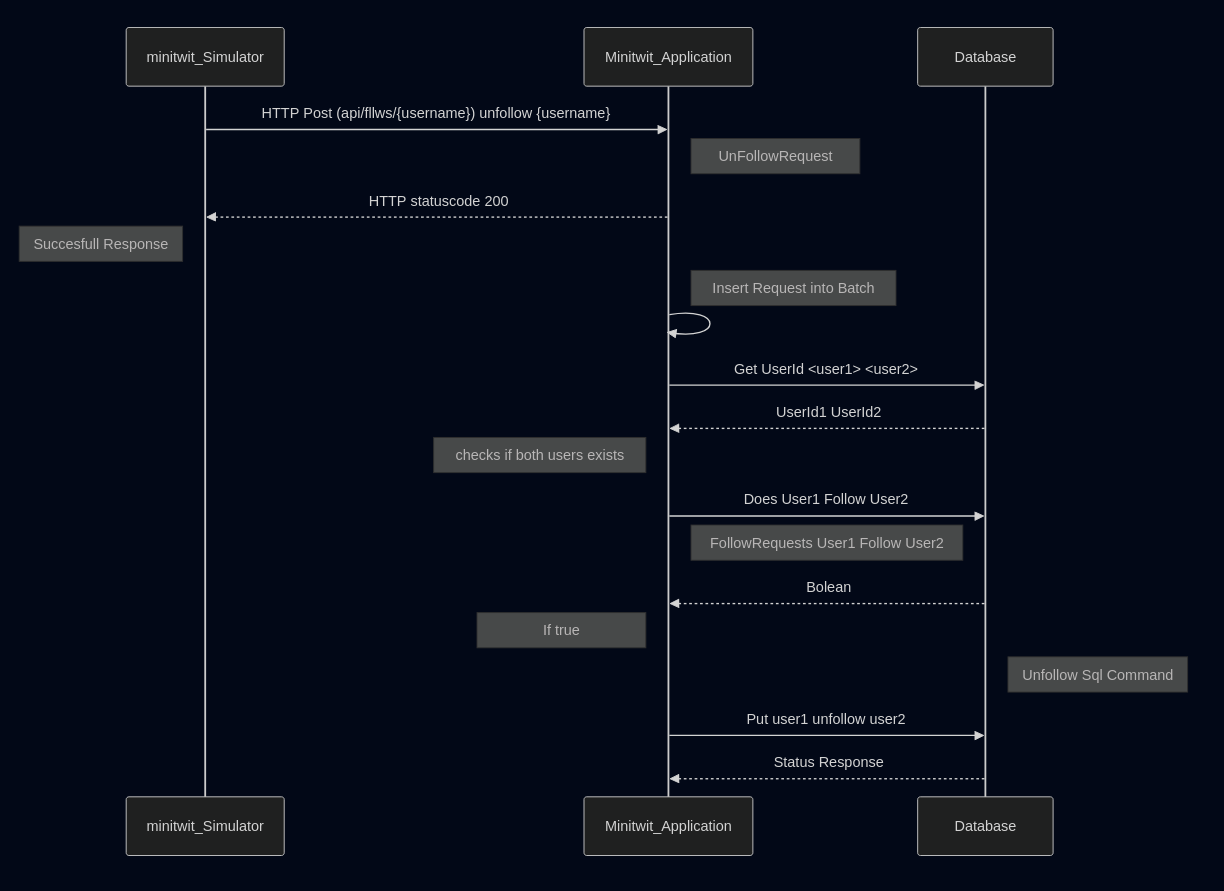 minitwit_Simulator
Minitwit_Application
Database
HTTP Post (api/fllws/{username}) unfollow {username}
UnFollowRequest
HTTP statuscode 200
Succesfull Response
Insert Request into Batch
Get UserId <user1> <user2>
UserId1 UserId2
checks if both users exists
Does User1 Follow User2
FollowRequests User1 Follow User2
Bolean
If true
Unfollow Sql Command
Put user1 unfollow user2
Status Response
minitwit_Simulator
Minitwit_Application
Database